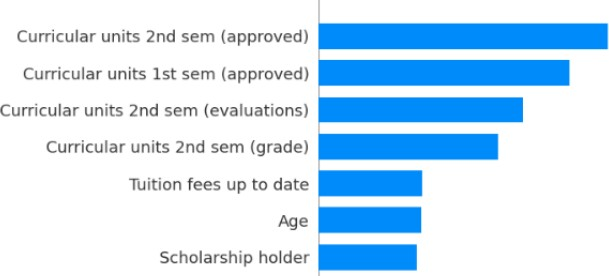 Curricular units 2nd sem (approved)
Curricular units 1st sem (approved)
Curricular units 2nd sem (evaluations)
Curricular units 2nd sem (grade)
Tuition fees up to date
Age
Scholarship holder